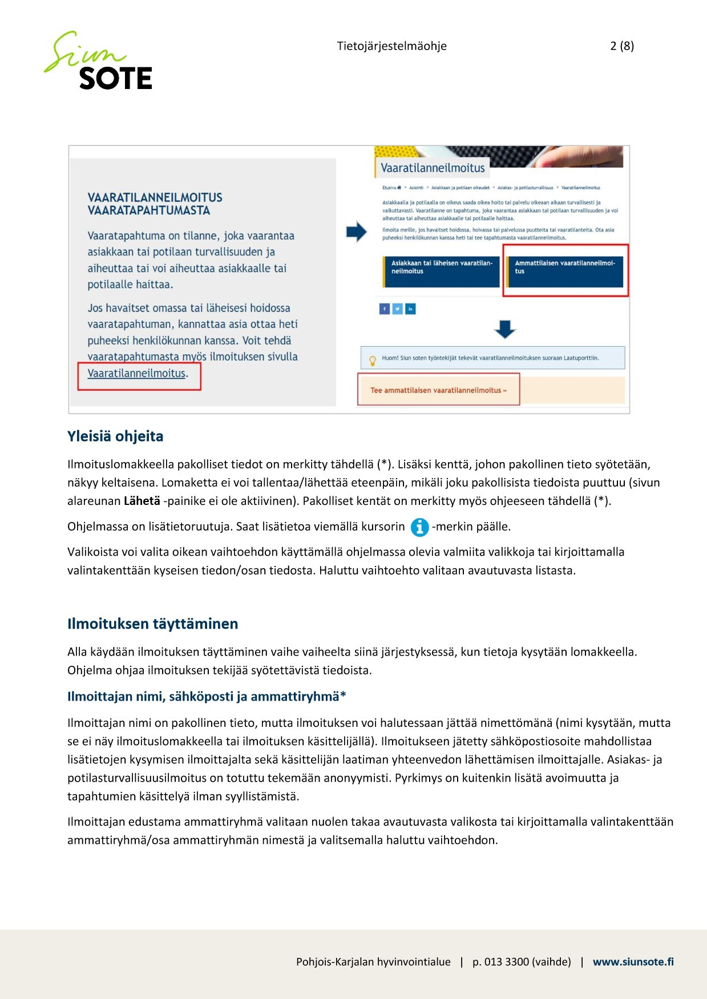 Siun
SOTE
Tietojärjestelmäohje
2 (8)
VAARATILANNEILMOITUS
VAARATAPAHTUMASTA
Vaaratapahtuma on tilanne, joka vaarantaa
asiakkaan tai potilaan turvallisuuden ja
aiheuttaa tai voi aiheuttaa asiakkaalle tai
potilaalle haittaa.
Jos havaitset omassa tai läheisesi hoidossa
vaaratapahtuman, kannattaa asia ottaa heti
puheeksi henkilökunnan kanssa. Voit tehdä
vaaratapahtumasta myös ilmoituksen sivulla
Vaaratilanneilmoitus.
Vaaratilanneilmoitus
Etusivu > Asiointi > Asiakkaan ja potilaan oikeudet > Asiakas- ja potilasturvallisuus > Vaaratilanneilmoitus
Asiakkaalla ja potilaalla on oikeus saada oikea hoito tai palvelu oikeaan aikaan turvallisesti ja
vaikuttavasti. Vaaratilanne on tapahtuma, joka vaarantaa asiakkaan tai potilaan turvallisuuden ja voi
aiheuttaa tai aiheuttaa asiakkaalle tai potilaalle haittaa.
Ilmoita meille, jos havaitset hoidossa, hoivassa tai palvelussa puutteita tai vaaratilanteita. Ota asia
puheeksi henkilökunnan kanssa heti tai tee tapahtumasta vaaratilanneilmoitus.
Asiakkaan tai läheisen vaaratilan-
neilmoitus
Ammattilaisen vaaratilanneilmoi-
tus
Huom! Siun soten työntekijät tekevät vaaratilanneilmoituksen suoraan Laatuporttiin.
Tee ammattilaisen vaaratilanneilmoitus »
Yleisiä ohjeita
Ilmoituslomakkeella pakolliset tiedot on merkitty tähdellä (*). Lisäksi kenttä, johon pakollinen tieto syötetään,
näkyy keltaisena. Lomaketta ei voi tallentaa/lähettää eteenpäin, mikäli joku pakollisista tiedoista puuttuu (sivun
alareunan Lähetä -painike ei ole aktiivinen). Pakolliset kentät on merkitty myös ohjeeseen tähdellä (*).
Ohjelmassa on lisätietoruutuja. Saat lisätietoa viemällä kursorin i -merkin päälle.
Valikoista voi valita oikean vaihtoehdon käyttämällä ohjelmassa olevia valmiita valikkoja tai kirjoittamalla
valintakenttään kyseisen tiedon/osan tiedosta. Haluttu vaihtoehto valitaan avautuvasta listasta.
Ilmoituksen täyttäminen
Alla käydään ilmoituksen täyttäminen vaihe vaiheelta siinä järjestyksessä, kun tietoja kysytään lomakkeella.
Ohjelma ohjaa ilmoituksen tekijää syötettävistä tiedoista.
Ilmoittajan nimi, sähköposti ja ammattiryhmä*
Ilmoittajan nimi on pakollinen tieto, mutta ilmoituksen voi halutessaan jättää nimettömänä (nimi kysytään, mutta
se ei näy ilmoituslomakkeella tai ilmoituksen käsittelijällä). Ilmoitukseen jätetty sähköpostiosoite mahdollistaa
lisätietojen kysymisen ilmoittajalta sekä käsittelijän laatiman yhteenvedon lähettämisen ilmoittajalle. Asiakas- ja
potilasturvallisuusilmoitus on totuttu tekemään anonyymisti. Pyrkimys on kuitenkin lisätä avoimuutta ja
tapahtumien käsittelyä ilman syyllistämistä.
Ilmoittajan edustama ammattiryhmä valitaan nuolen takaa avautuvasta valikosta tai kirjoittamalla valintakenttään
ammattiryhmä/osa ammattiryhmän nimestä ja valitsemalla haluttu vaihtoehdon.
Pohjois-Karjalan hyvinvointialue | p. 013 3300 (vaihde) | www.siunsote.fi